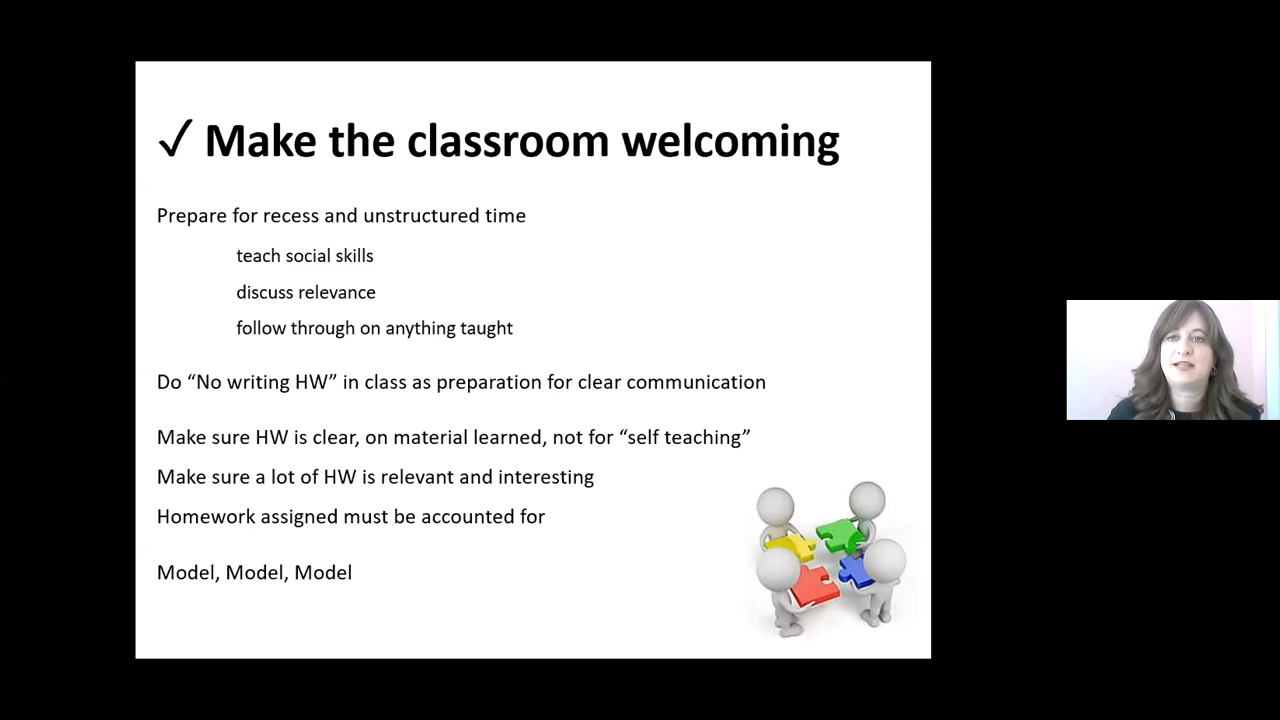 ✓ Make the classroom welcoming
Prepare for recess and unstructured time
teach social skills
discuss relevance
follow through on anything taught
Do “No writing HW” in class as preparation for clear communication
Make sure HW is clear, on material learned, not for “self teaching”
Make sure a lot of HW is relevant and interesting
Homework assigned must be accounted for
Model, Model, Model